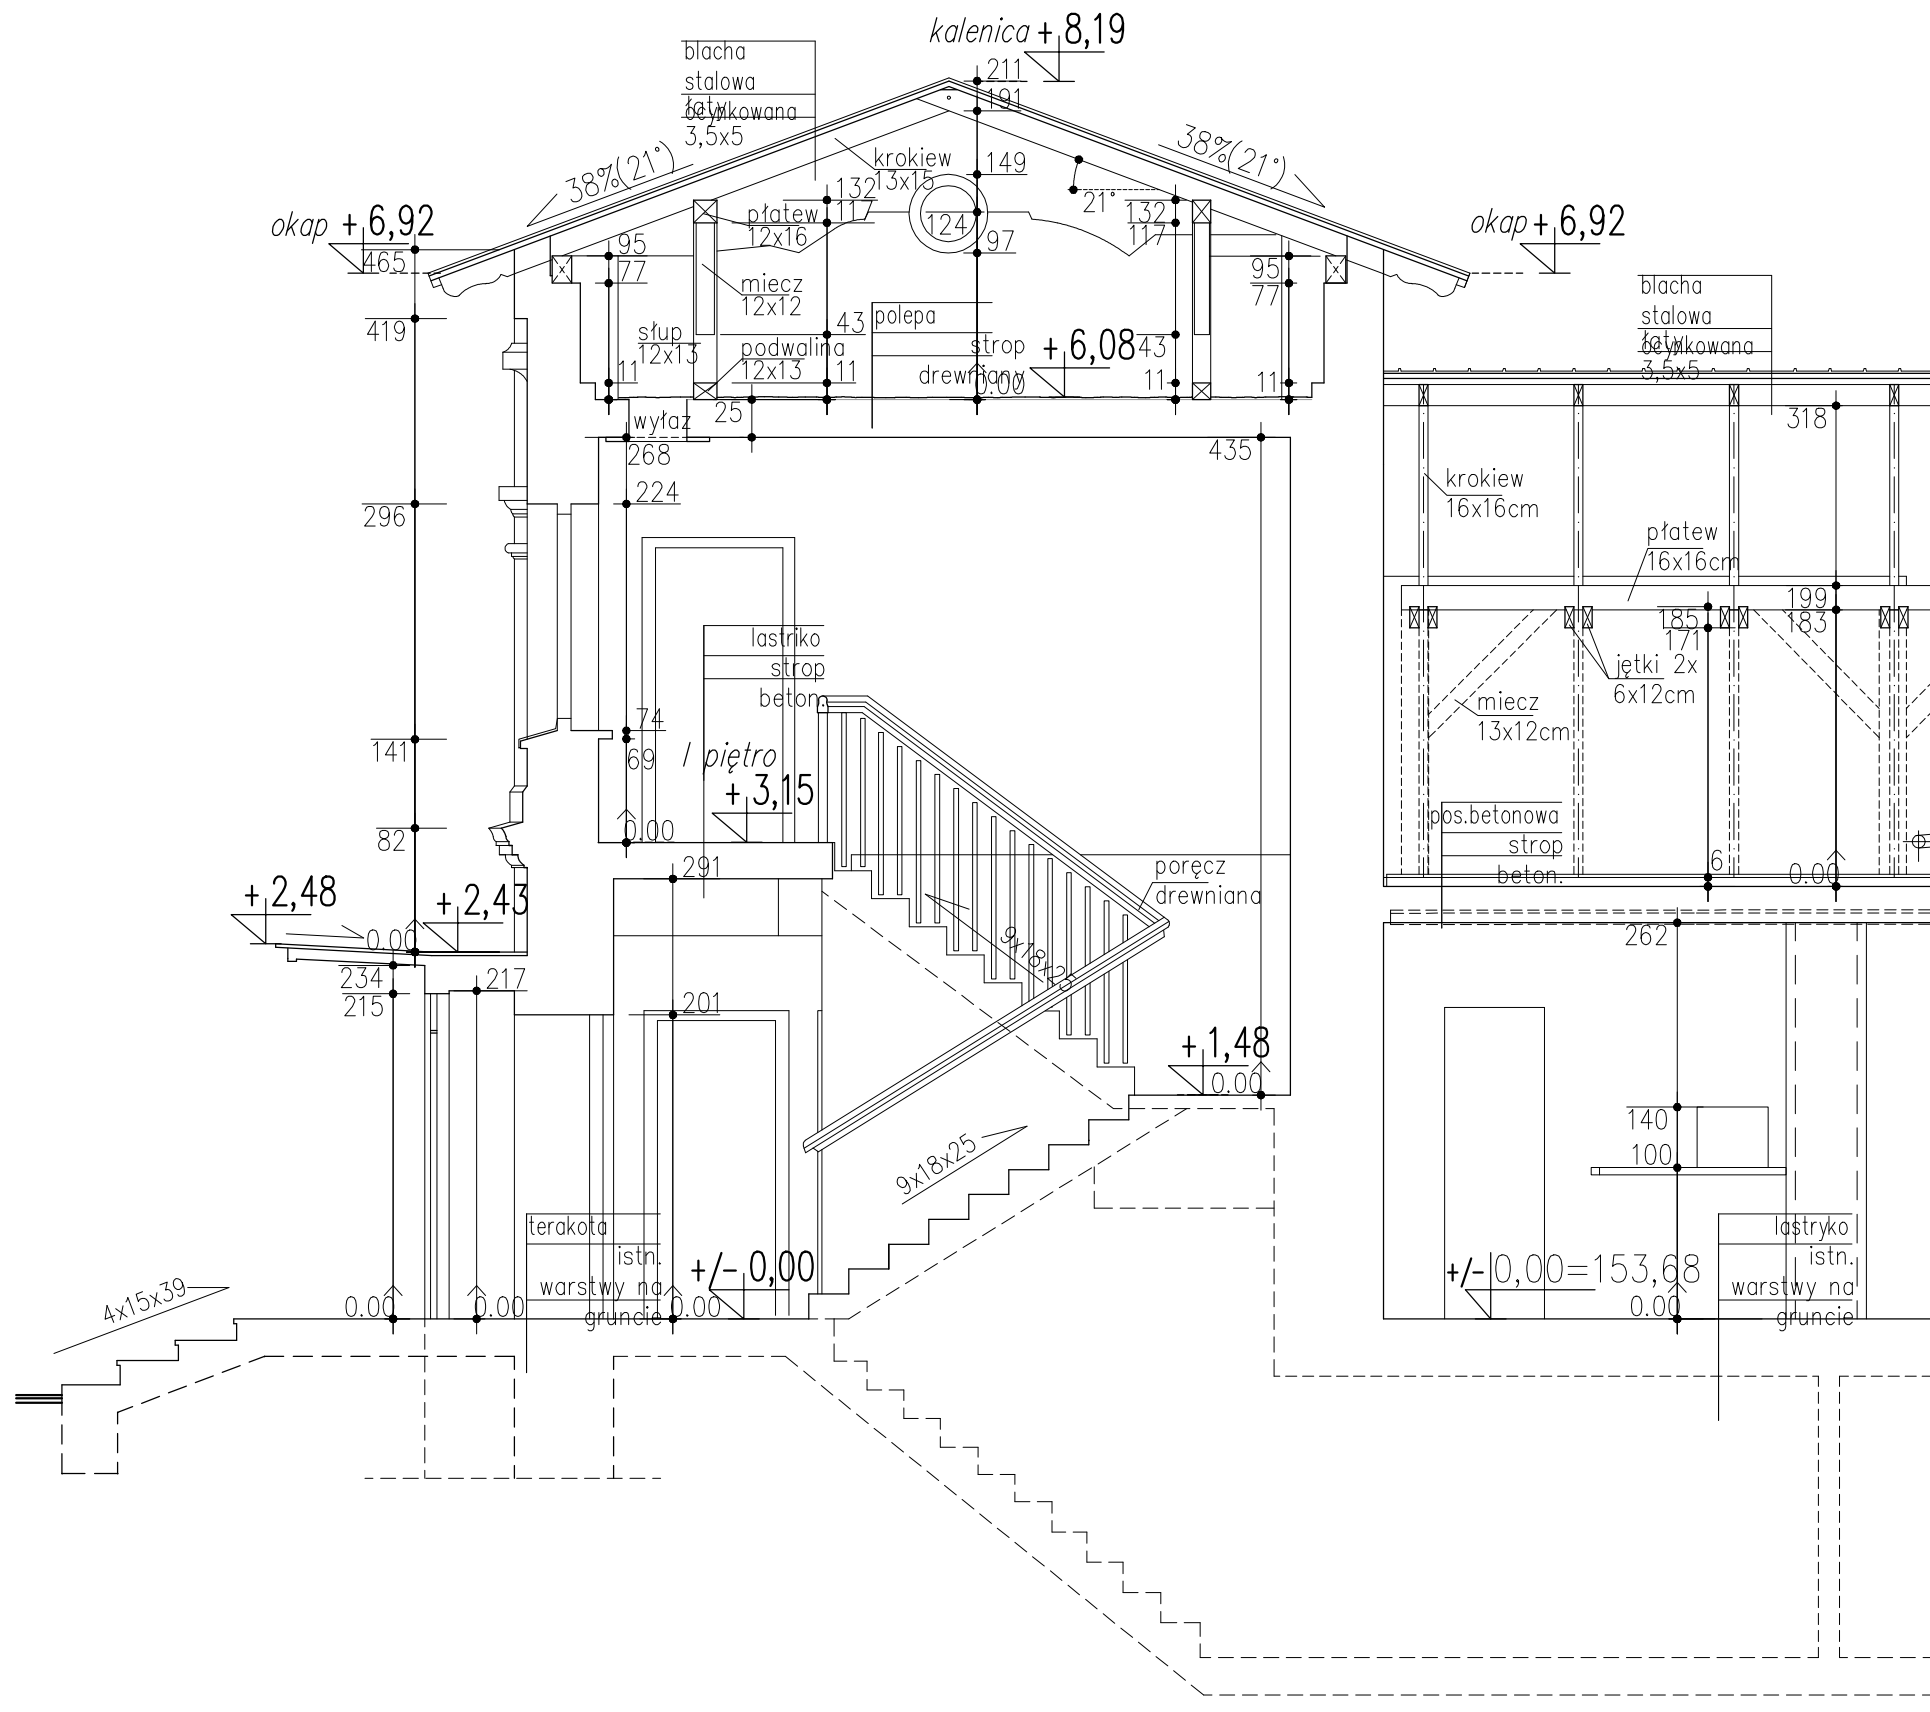 kalenica + 8,19
blacha
stalowa
ocynkowana
łaty
3,5x5
211
191
38%(21°)
38%(21°)
krokiew
13x15
149
132
117
płatew
12x16
124
97
21°
132
117
okap + 6,92
okap + 6,92
465
95
77
95
77
miecz
12x12
419
43
słup
12x13
podwalina
12x13
polepa
strop
drewniany
+ 6,08
0.00
43
11
11
11
11
25
wyłaz
268
435
224
296
blacha
stalowa
ocynkowana
łaty
3,5x5
318
krokiew
16x16cm
płatew
16x16cm
199
183
185
171
jętki 2x
6x12cm
miecz
13x12cm
lastriko
strop
beton.
74
69
I piętro
+ 3,15
0.00
141
82
291
poręcz
drewniana
pos.betonowa
strop
beton.
6
0.00
+ 2,48
+ 2,43
0.00
234
215
217
201
9x18x25
262
+ 1,48
0.00
140
100
9x18x25
terakota
istn.
warstwy na
gruncie
+/- 0,00
0.00
0.00
0.00
4x15x39
lastryko
istn.
warstwy na
gruncie
+/- 0,00=153,68
0.00